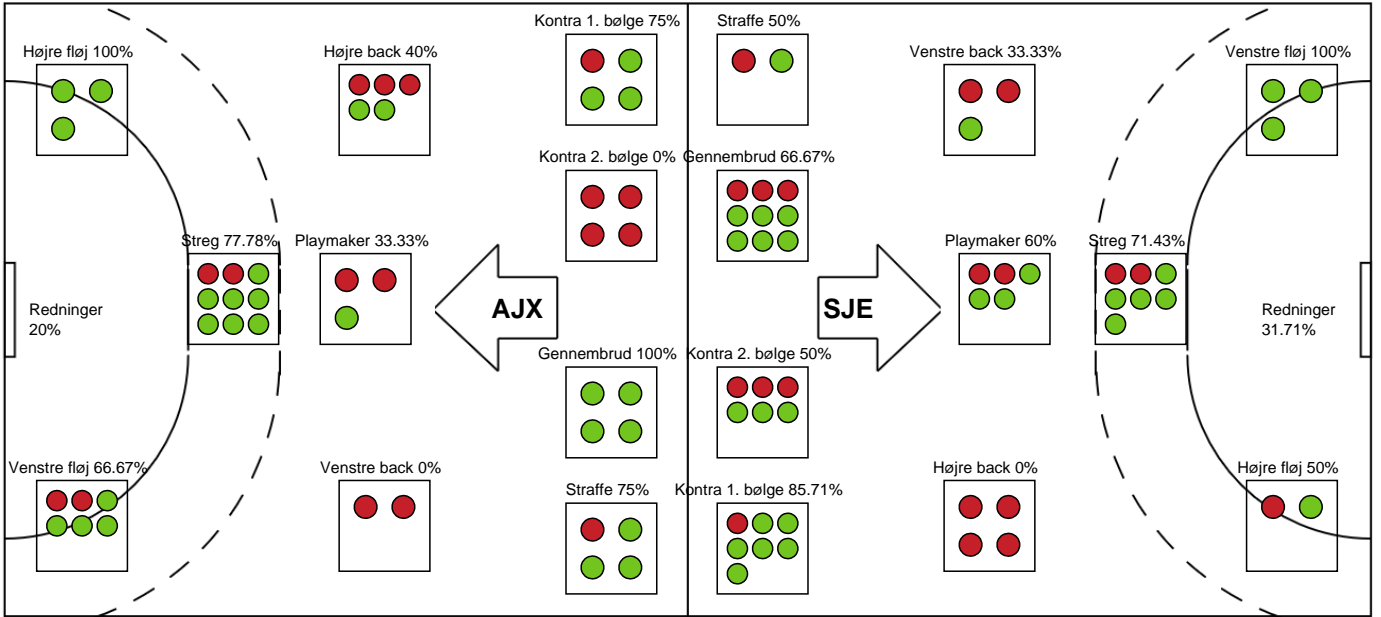 Kontra 1. bølge 75%
Straffe 50%
Højre fløj 100%
Højre back 40%
Venstre back 33.33%
Venstre fløj 100%
Kontra 2. bølge 0%
Gennembrud 66.67%
Streg 77.78%
Playmaker 33.33%
Playmaker 60%
Streg 71.43%
Redninger
20%
AJX
SJE
Redninger
31.71%
Gennembrud 100%
Kontra 2. bølge 50%
Venstre fløj 66.67%
Venstre back 0%
Højre back 0%
Højre fløj 50%
Straffe 75%
Kontra 1. bølge 85.71%